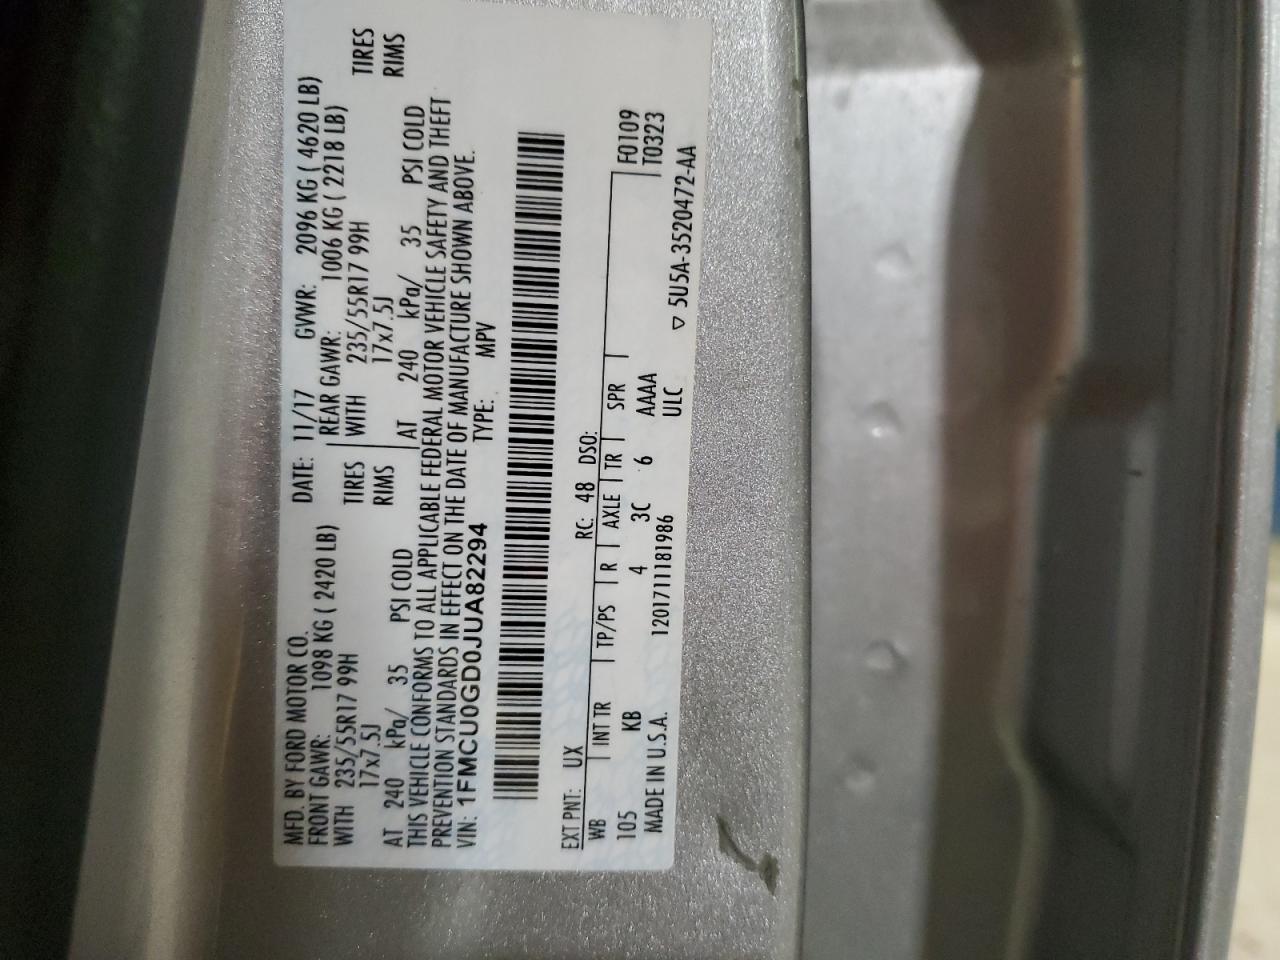 MFD. BY FORD MOTOR CO.
DATE: 11/17 GVWR: 2096 KG ( 4620 LB)
FRONT GAWR: 1098 KG ( 2420 LB) REAR GAWR: 1006 KG ( 2218 LB)
WITH 235/55R17 99H TIRES WITH 235/55R17 99H TIRES
17x7.5J RIMS 17x7.5J RIMS
AT 240 kPa/ 35 PSI COLD AT 240 kPa/ 35 PSI COLD
THIS VEHICLE CONFORMS TO ALL APPLICABLE FEDERAL MOTOR VEHICLE SAFETY AND THEFT
PREVENTION STANDARDS IN EFFECT ON THE DATE OF MANUFACTURE SHOWN ABOVE.
VIN: 1FMCU0GD0JUA82294 TYPE: MPV
EXT PNT: UX RC: 48 DSO:
WB INT TR TP/PS R AXLE TR SPR F0109
105 KB 4 3C 6 AAAA T0323
MADE IN U.S.A. 1201711181986 ULC
▽ 5U5A-3520472-AA